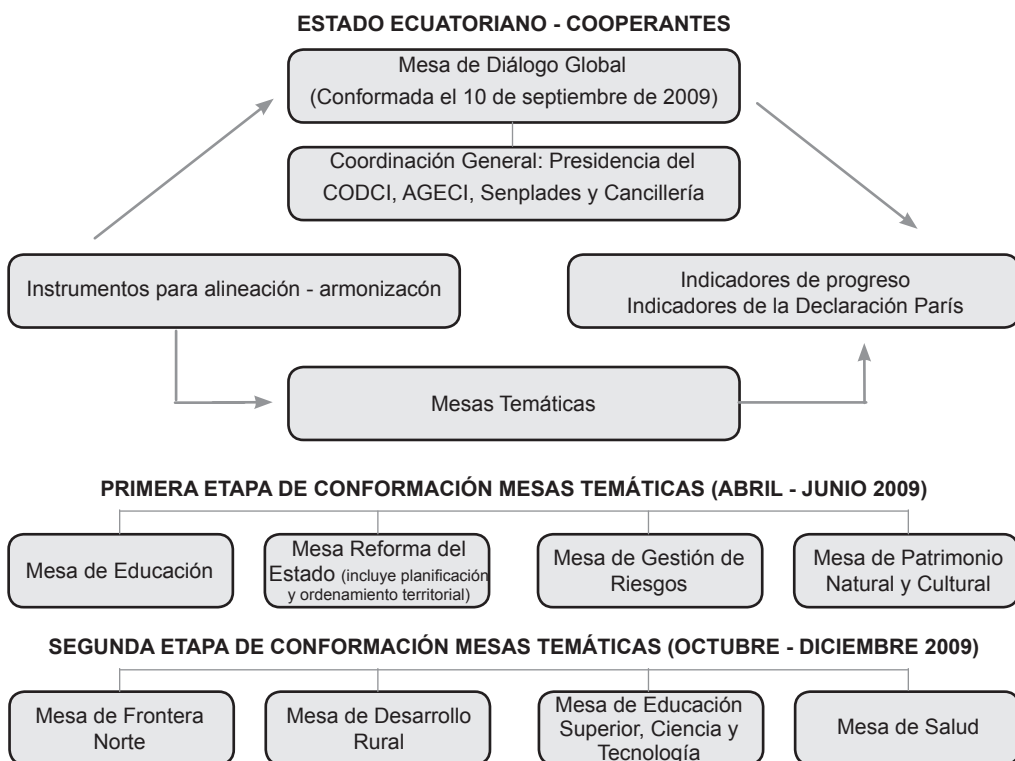 ESTADO ECUATORIANO - COOPERANTES
Mesa de Diálogo Global
(Conformada el 10 de septiembre de 2009)
Coordinación General: Presidencia del
CODCI, AGECI, Senplades y Cancillería
Instrumentos para alineación - armonizacón
Indicadores de progreso
Indicadores de la Declaración París
Mesas Temáticas
PRIMERA ETAPA DE CONFORMACIÓN MESAS TEMÁTICAS (ABRIL - JUNIO 2009)
Mesa de Educación
Mesa Reforma del
Estado (incluye planificación
y ordenamiento territorial)
Mesa de Gestión de
Riesgos
Mesa de Patrimonio
Natural y Cultural
SEGUNDA ETAPA DE CONFORMACIÓN MESAS TEMÁTICAS (OCTUBRE - DICIEMBRE 2009)
Mesa de Frontera
Norte
Mesa de Desarrollo
Rural
Mesa de Educación
Superior, Ciencia y
Tecnología
Mesa de Salud